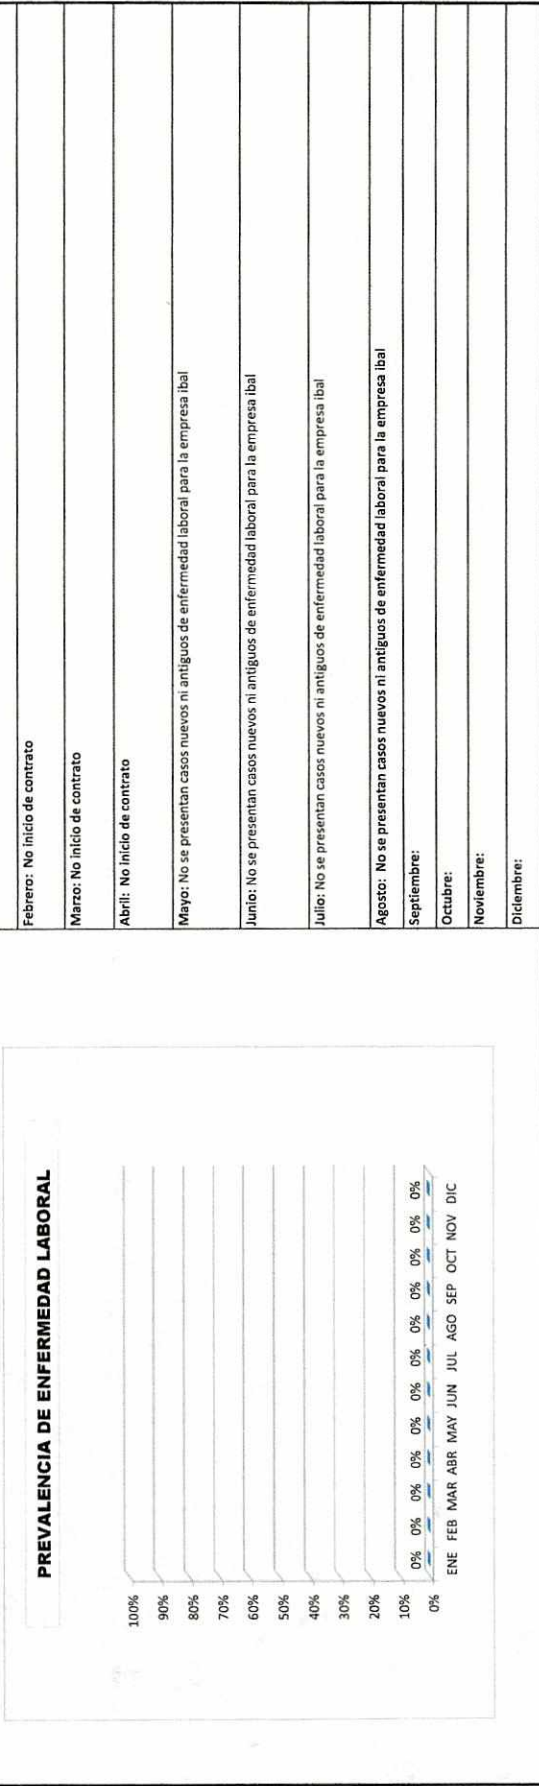 PREVALENCIA DE ENFERMEDAD LABORAL
100%
90%
80%
70%
60%
50%
40%
30%
20%
10%
0%
0% 0% 0% 0% 0% 0% 0% 0% 0% 0% 0% 0%
ENE FEB MAR ABR MAY JUN JUL AGO SEP OCT NOV DIC
Febrero: No inicio de contrato
Marzo: No inicio de contrato
Abril: No inicio de contrato
Mayo: No se presentan casos nuevos ni antiguos de enfermedad laboral para la empresa ibal
Junio: No se presentan casos nuevos ni antiguos de enfermedad laboral para la empresa ibal
Julio: No se presentan casos nuevos ni antiguos de enfermedad laboral para la empresa ibal
Agosto: No se presentan casos nuevos ni antiguos de enfermedad laboral para la empresa ibal
Septiembre:
Octubre:
Noviembre:
Diciembre: